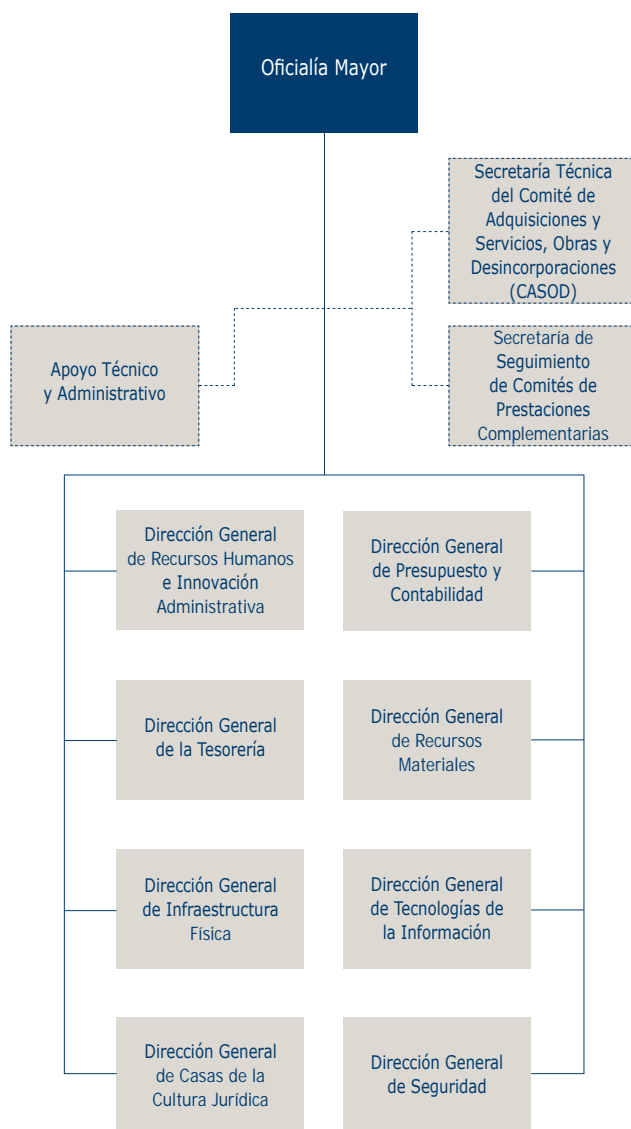 Oficialía Mayor
Secretaría Técnica
del Comité de
Adquisiciones y
Servicios, Obras y
Desincorporaciones
(CASOD)
Apoyo Técnico
y Administrativo
Secretaría de
Seguimiento
de Comités de
Prestaciones
Complementarias
Dirección General
de Recursos Humanos
e Innovación
Administrativa
Dirección General
de Presupuesto y
Contabilidad
Dirección General
de la Tesorería
Dirección General
de Recursos
Materiales
Dirección General
de Infraestructura
Física
Dirección General
de Tecnologías de
la Información
Dirección General
de Casas de la
Cultura Jurídica
Dirección General
de Seguridad